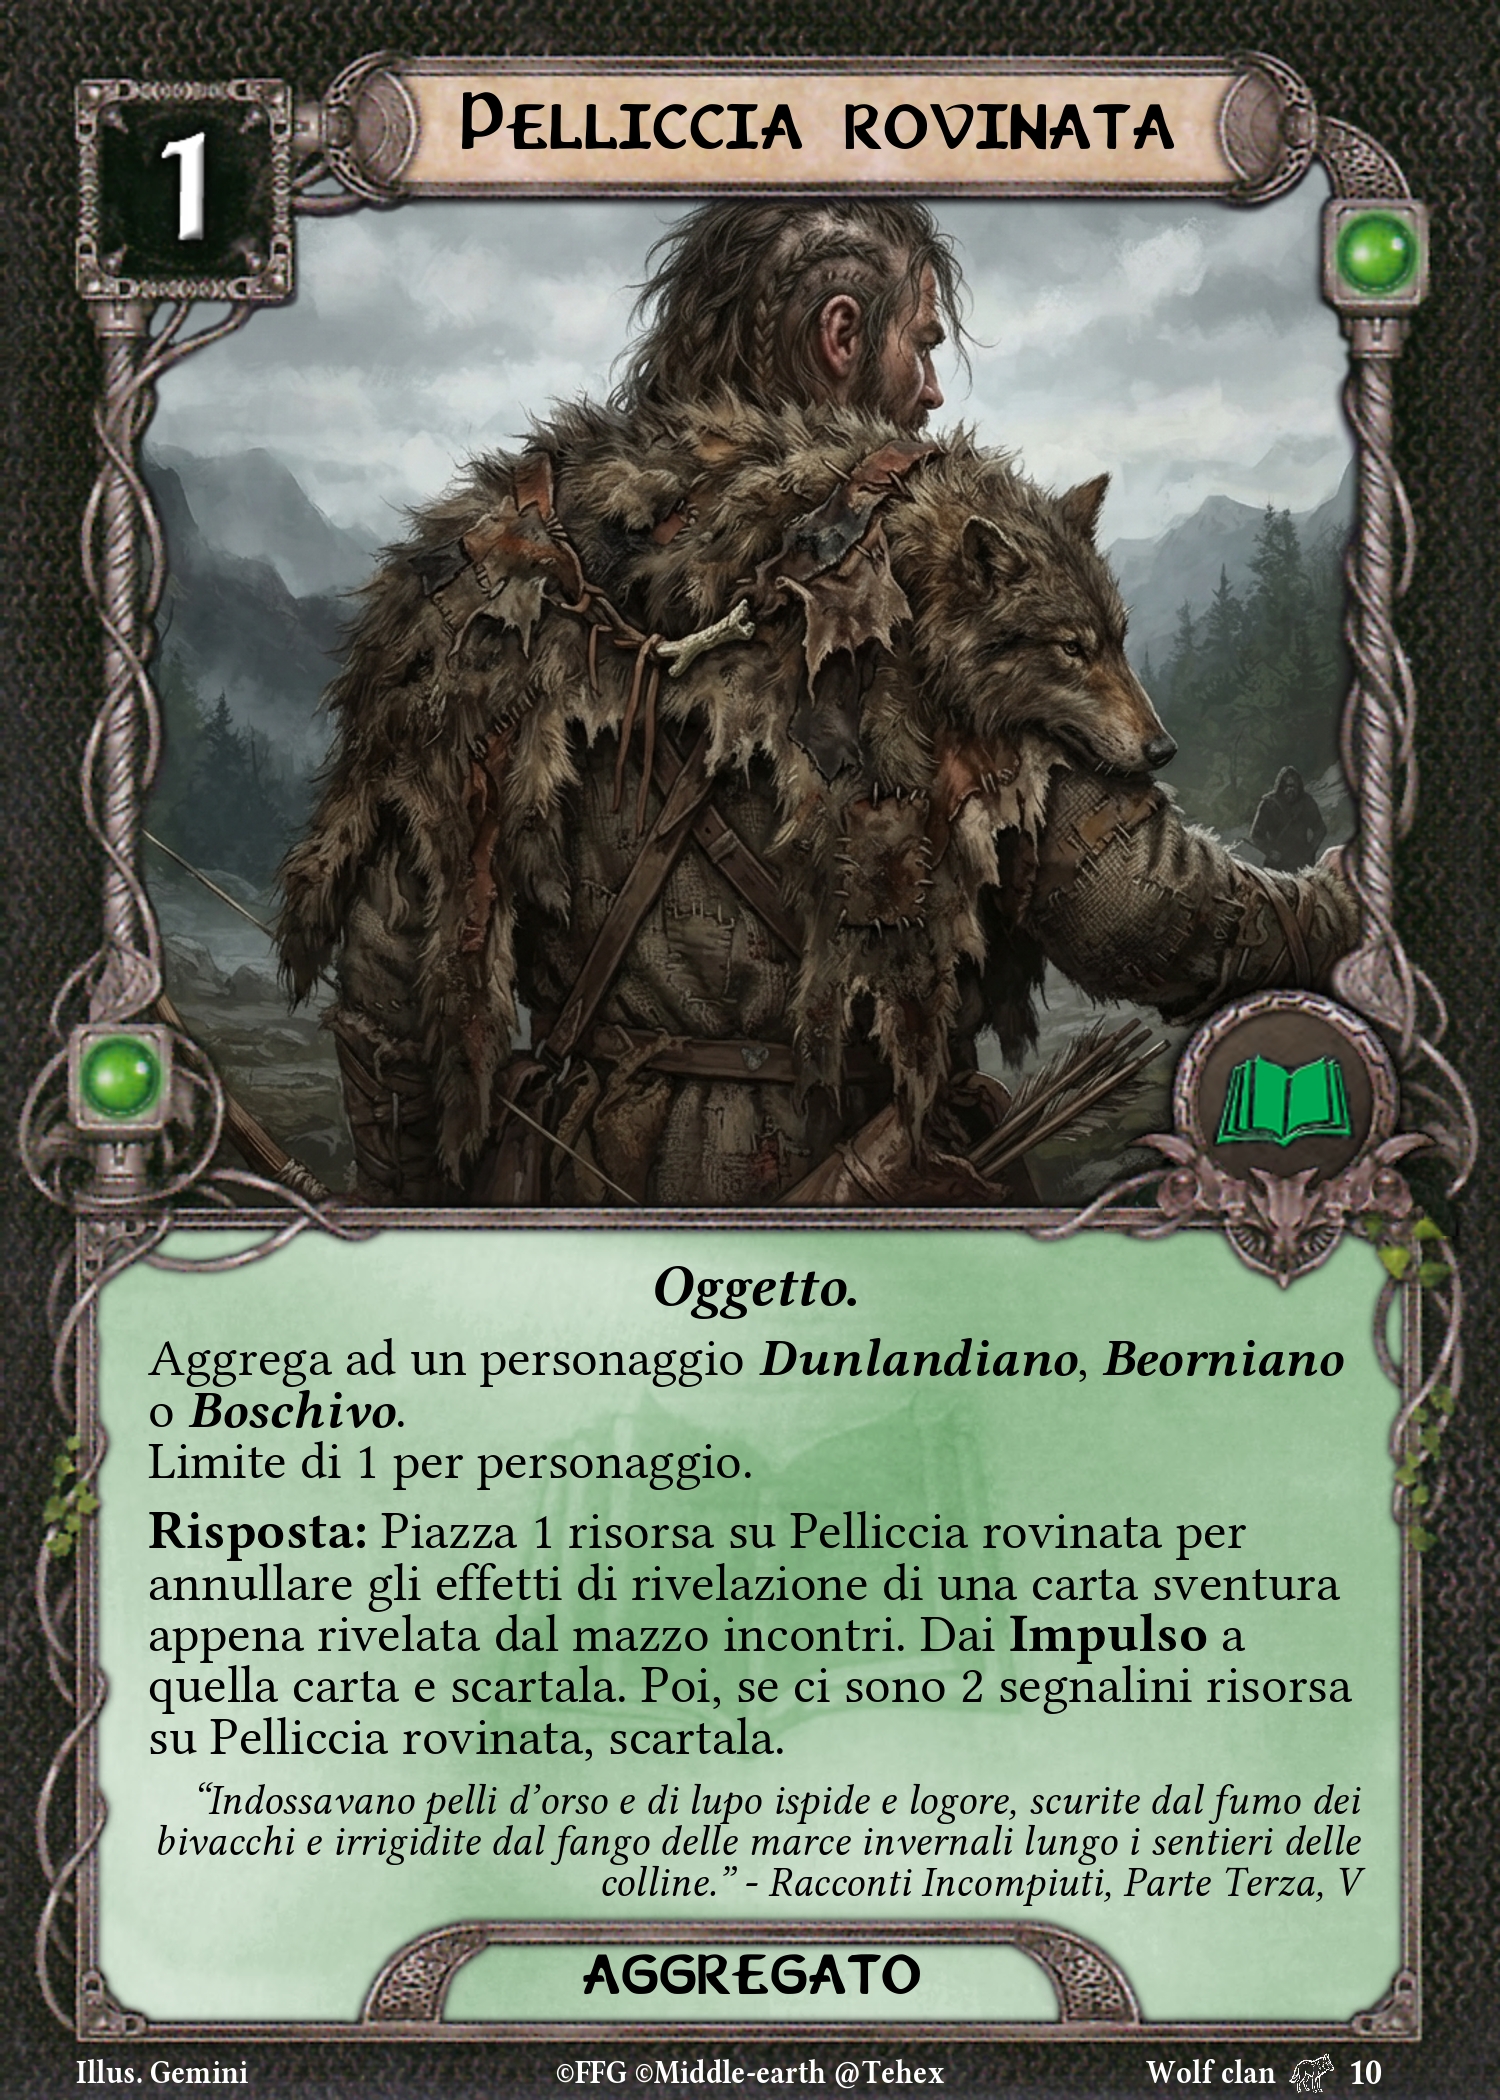 1
Pelliccia rovinata
Oggetto.
Aggrega ad un personaggio Dunlandiano, Beorniano
o Boschivo.
Limite di 1 per personaggio.
Risposta: Piazza 1 risorsa su Pelliccia rovinata per
annullare gli effetti di rivelazione di una carta sventura
appena rivelata dal mazzo incontri. Dai Impulso a
quella carta e scartala. Poi, se ci sono 2 segnalini risorsa
su Pelliccia rovinata, scartala.
“Indossavano pelli d’orso e di lupo ispide e logore, scurite dal fumo dei
bivacchi e irrigidite dal fango delle marce invernali lungo i sentieri delle
colline.” - Racconti Incompiuti, Parte Terza, V
AGGREGATO
Illus. Gemini ©FFG ©Middle-earth @Tehex Wolf clan 10